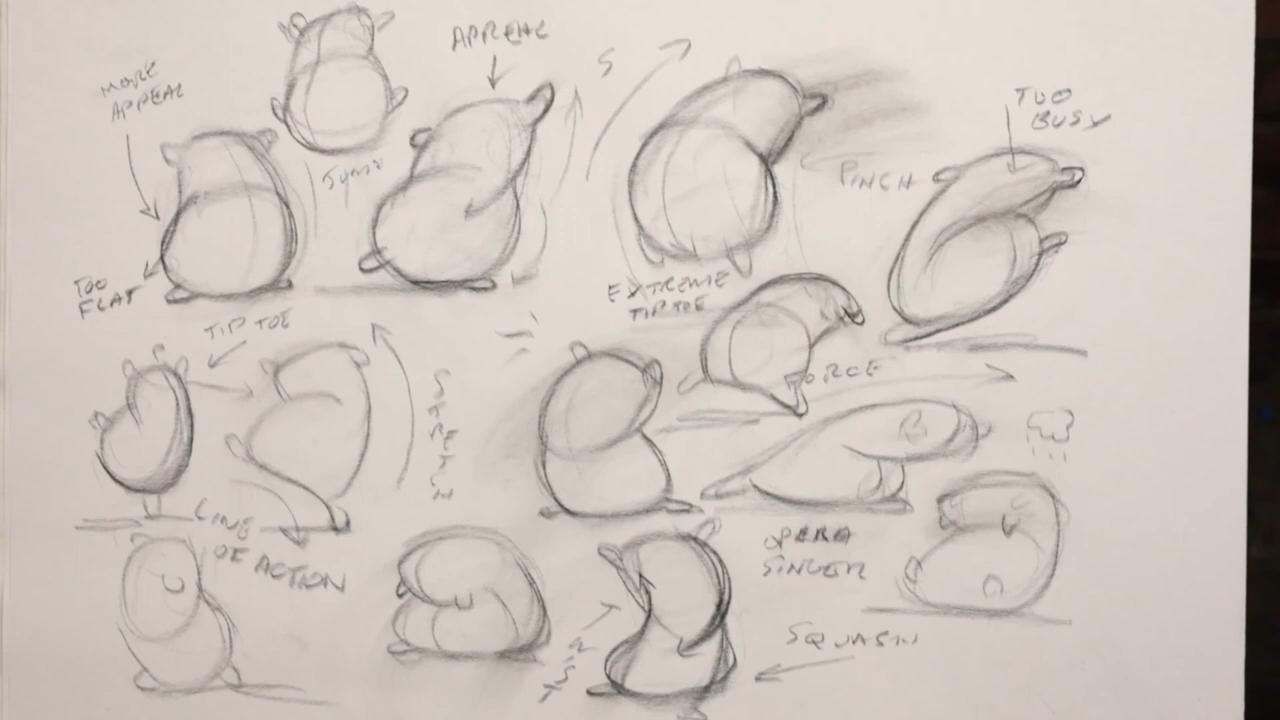 APPEAL
S
MORE
APPEAL
TOO
BUSY
PINCH
TOO
FLAT
EXTREME
TIP TOE
TIP TOE
FORCE
STRETCH
LINE
OF ACTION
OPERA
SINGER
SQUASH
TWIST